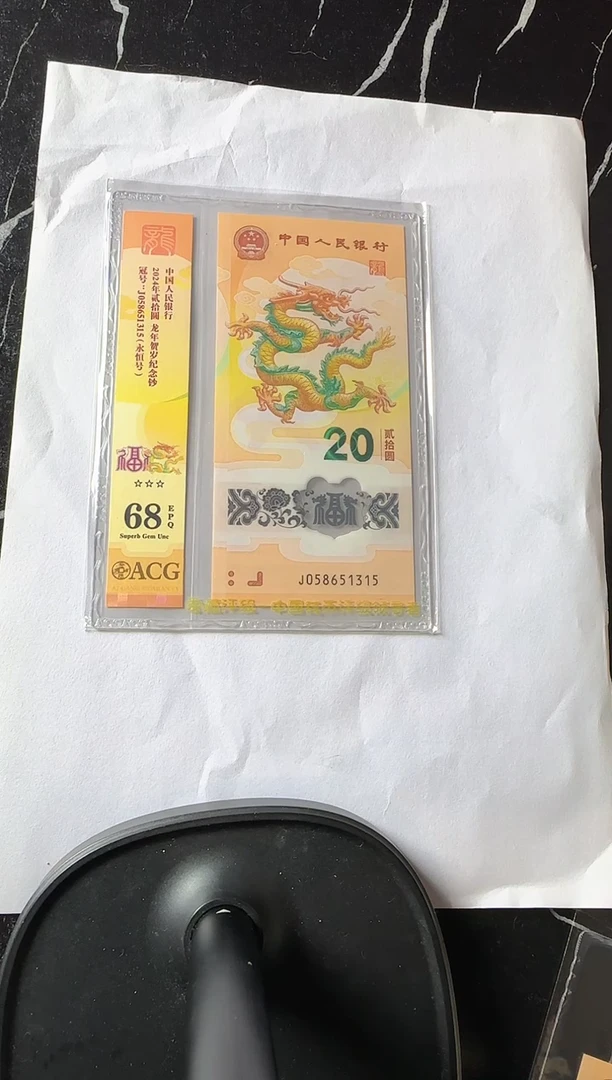 龍
中国人民银行
2024年贰拾圆 龙年贺岁纪念钞
冠号：J058651315（永恒号）
福
☆☆☆
68 EPQ
Superb Gem Unc
ACG
中国人民银行
福
20 贰拾圆
福
J058651315